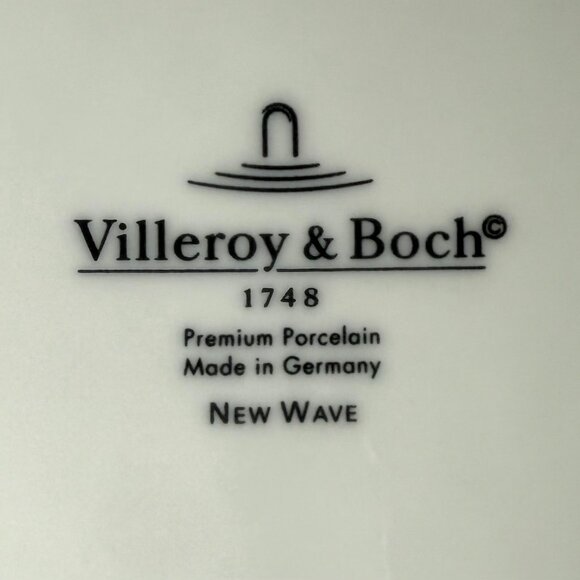 Villeroy & Boch©
1748
Premium Porcelain
Made in Germany
NEW WAVE